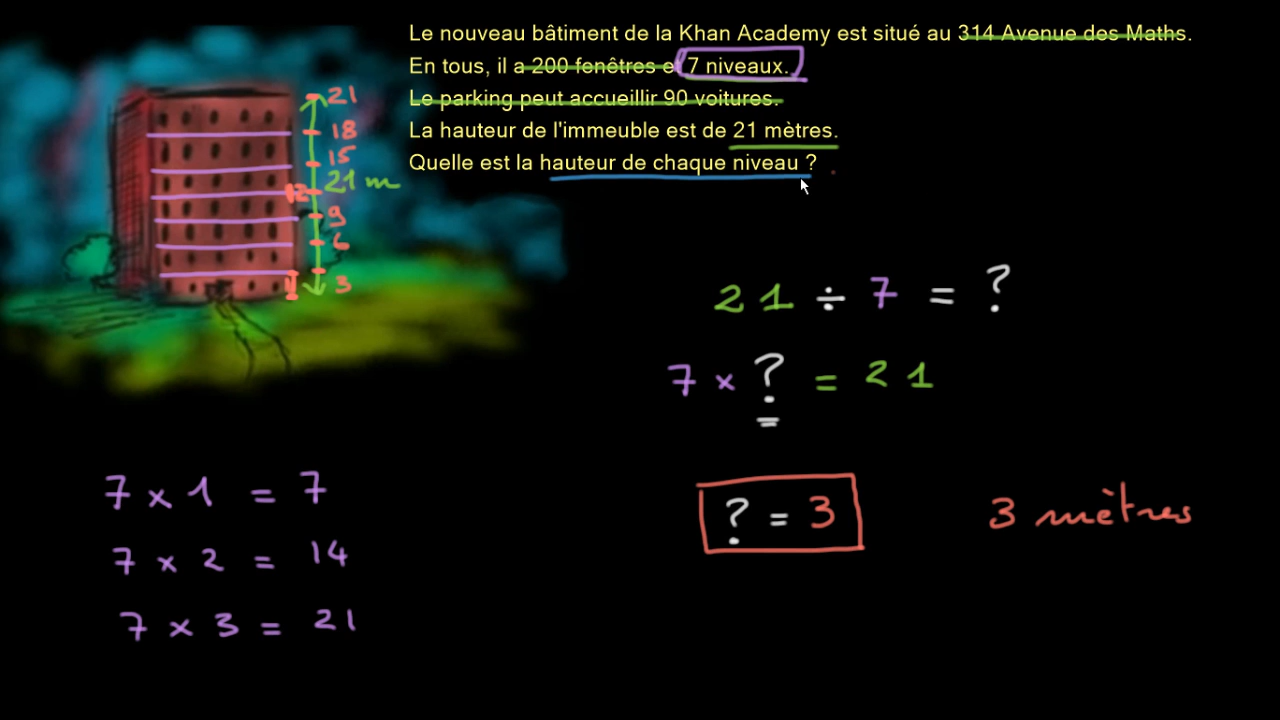 Le nouveau bâtiment de la Khan Academy est situé au 314 Avenue des Maths.
En tous, il a 200 fenêtres et 7 niveaux.
Le parking peut accueillir 90 voitures.
La hauteur de l'immeuble est de 21 mètres.
Quelle est la hauteur de chaque niveau ?
21
18
15
21 m
12
9
6
3
21 ÷ 7 = ?
7 x ? = 21
7 x 1 = 7
7 x 2 = 14
7 x 3 = 21
? = 3
3 mètres